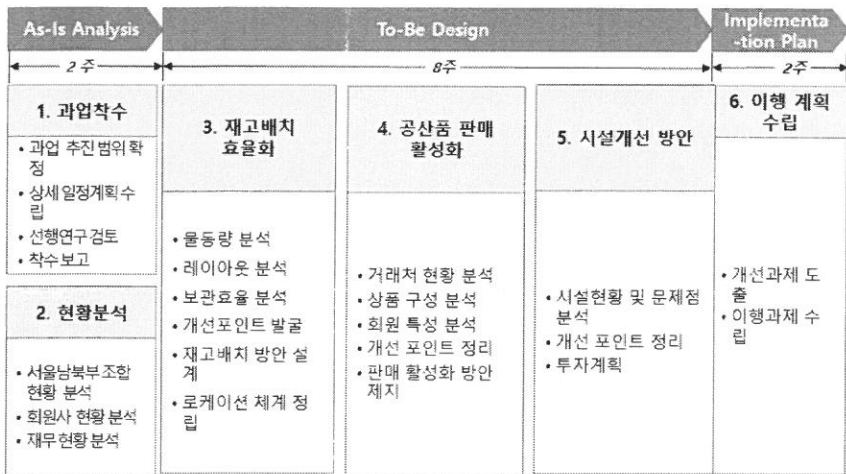 As-Is Analysis
To-Be Design
Implementa
-tion Plan
2 주
8주
2주
1. 과업착수
• 과업 추진 범위 확
정
• 상세 일정계획 수
립
• 선행연구 검토
• 착수 보고
2. 현황분석
• 서울남북부 조합
현황 분석
• 회원사 현황 분석
• 재무 현황 분석
3. 재고배치
효율화
• 물동량 분석
• 레이아웃 분석
• 보관효율 분석
• 개선포인트 발굴
• 재고배치 방안 설
계
• 로케이션 체계 정
립
4. 공산품 판매
활성화
• 거래처 현황 분석
• 상품 구성 분석
• 회원 특성 분석
• 개선 포인트 정리
• 판매 활성화 방안
제지
5. 시설개선 방안
• 시설현황 및 문제점
분석
• 개선 포인트 정리
• 투자계획
6. 이행 계획
수립
• 개선과제 도
출
• 이행과제 수
립